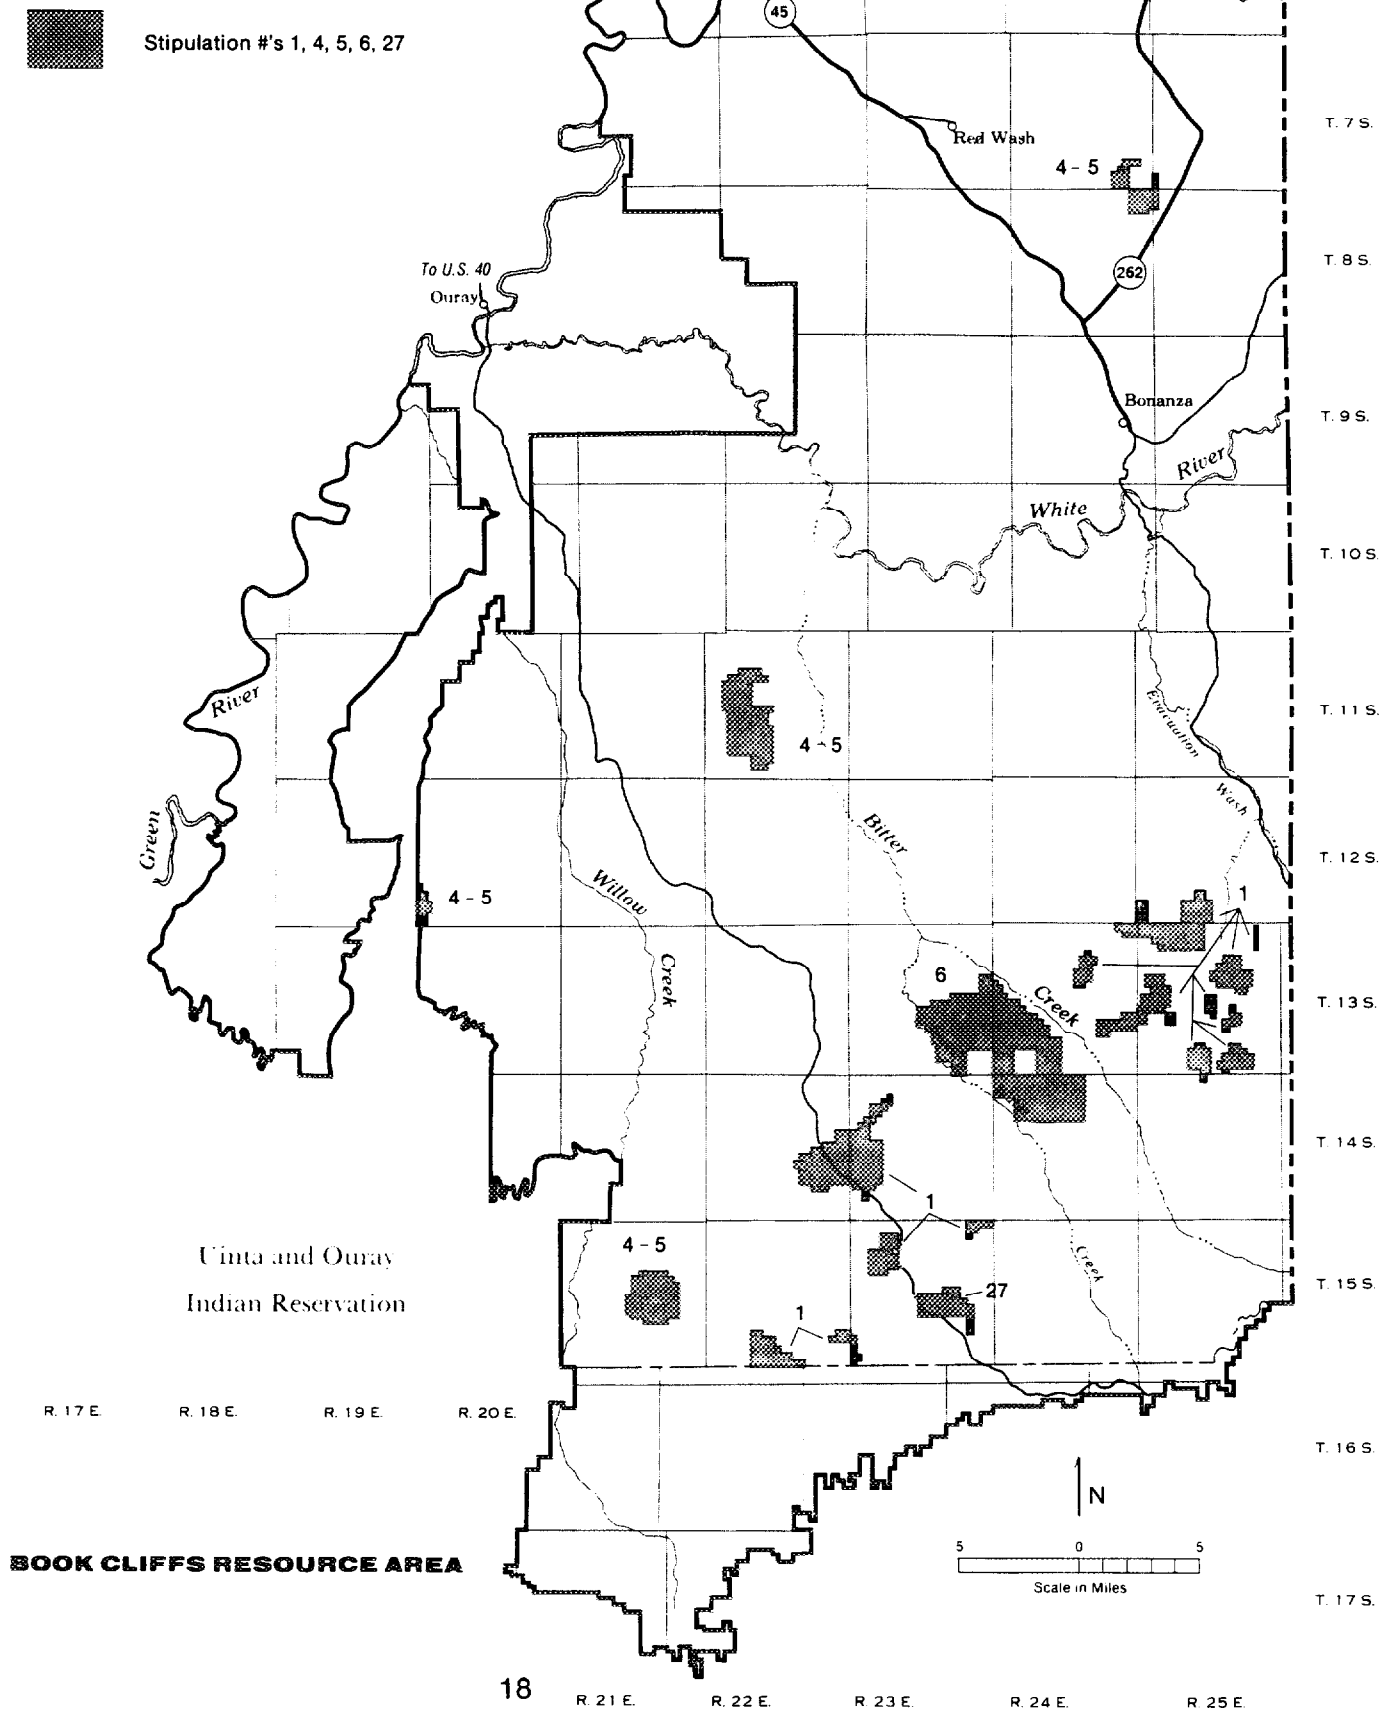 Stipulation #'s 1, 4, 5, 6, 27
45
T. 7 S.
Red Wash
4 - 5
T. 8 S.
To U.S. 40
262
Ouray
Bonanza
T. 9 S.
River
White
T. 10 S.
River
Evacuation
T. 11 S.
4 - 5
Wash
Green
Bitter
T. 12 S.
Willow
4 - 5
1
Creek
6
Creek
T. 13 S.
T. 14 S.
1
Uinta and Ouray
Indian Reservation
4 - 5
Creek
T. 15 S.
27
1
R. 17 E.
R. 18 E.
R. 19 E.
R. 20 E.
T. 16 S.
N
BOOK CLIFFS RESOURCE AREA
5 0 5
Scale in Miles
T. 17 S.
18
R. 21 E.
R. 22 E.
R. 23 E.
R. 24 E.
R. 25 E.